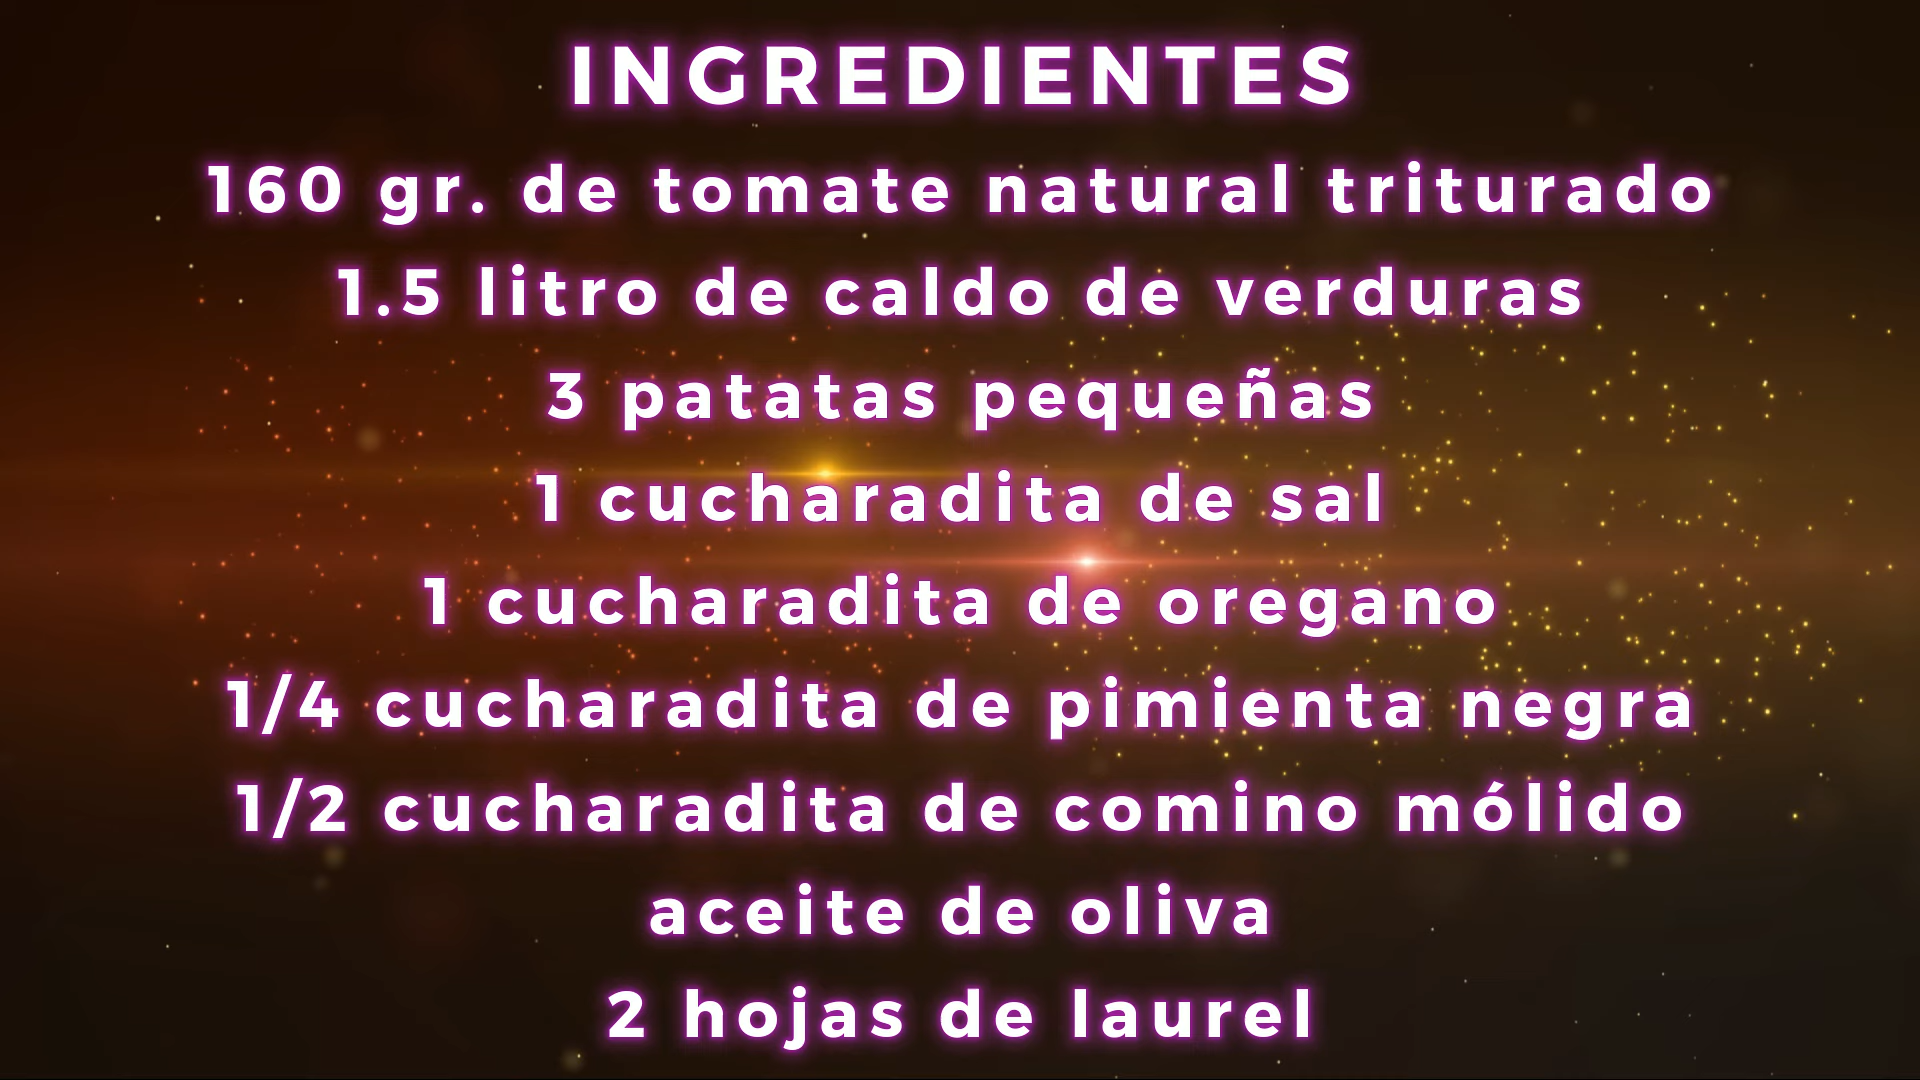 INGREDIENTES
160 gr. de tomate natural triturado
1.5 litro de caldo de verduras
3 patatas pequeñas
1 cucharadita de sal
1 cucharadita de oregano
1/4 cucharadita de pimienta negra
1/2 cucharadita de comino mólido
aceite de oliva
2 hojas de laurel